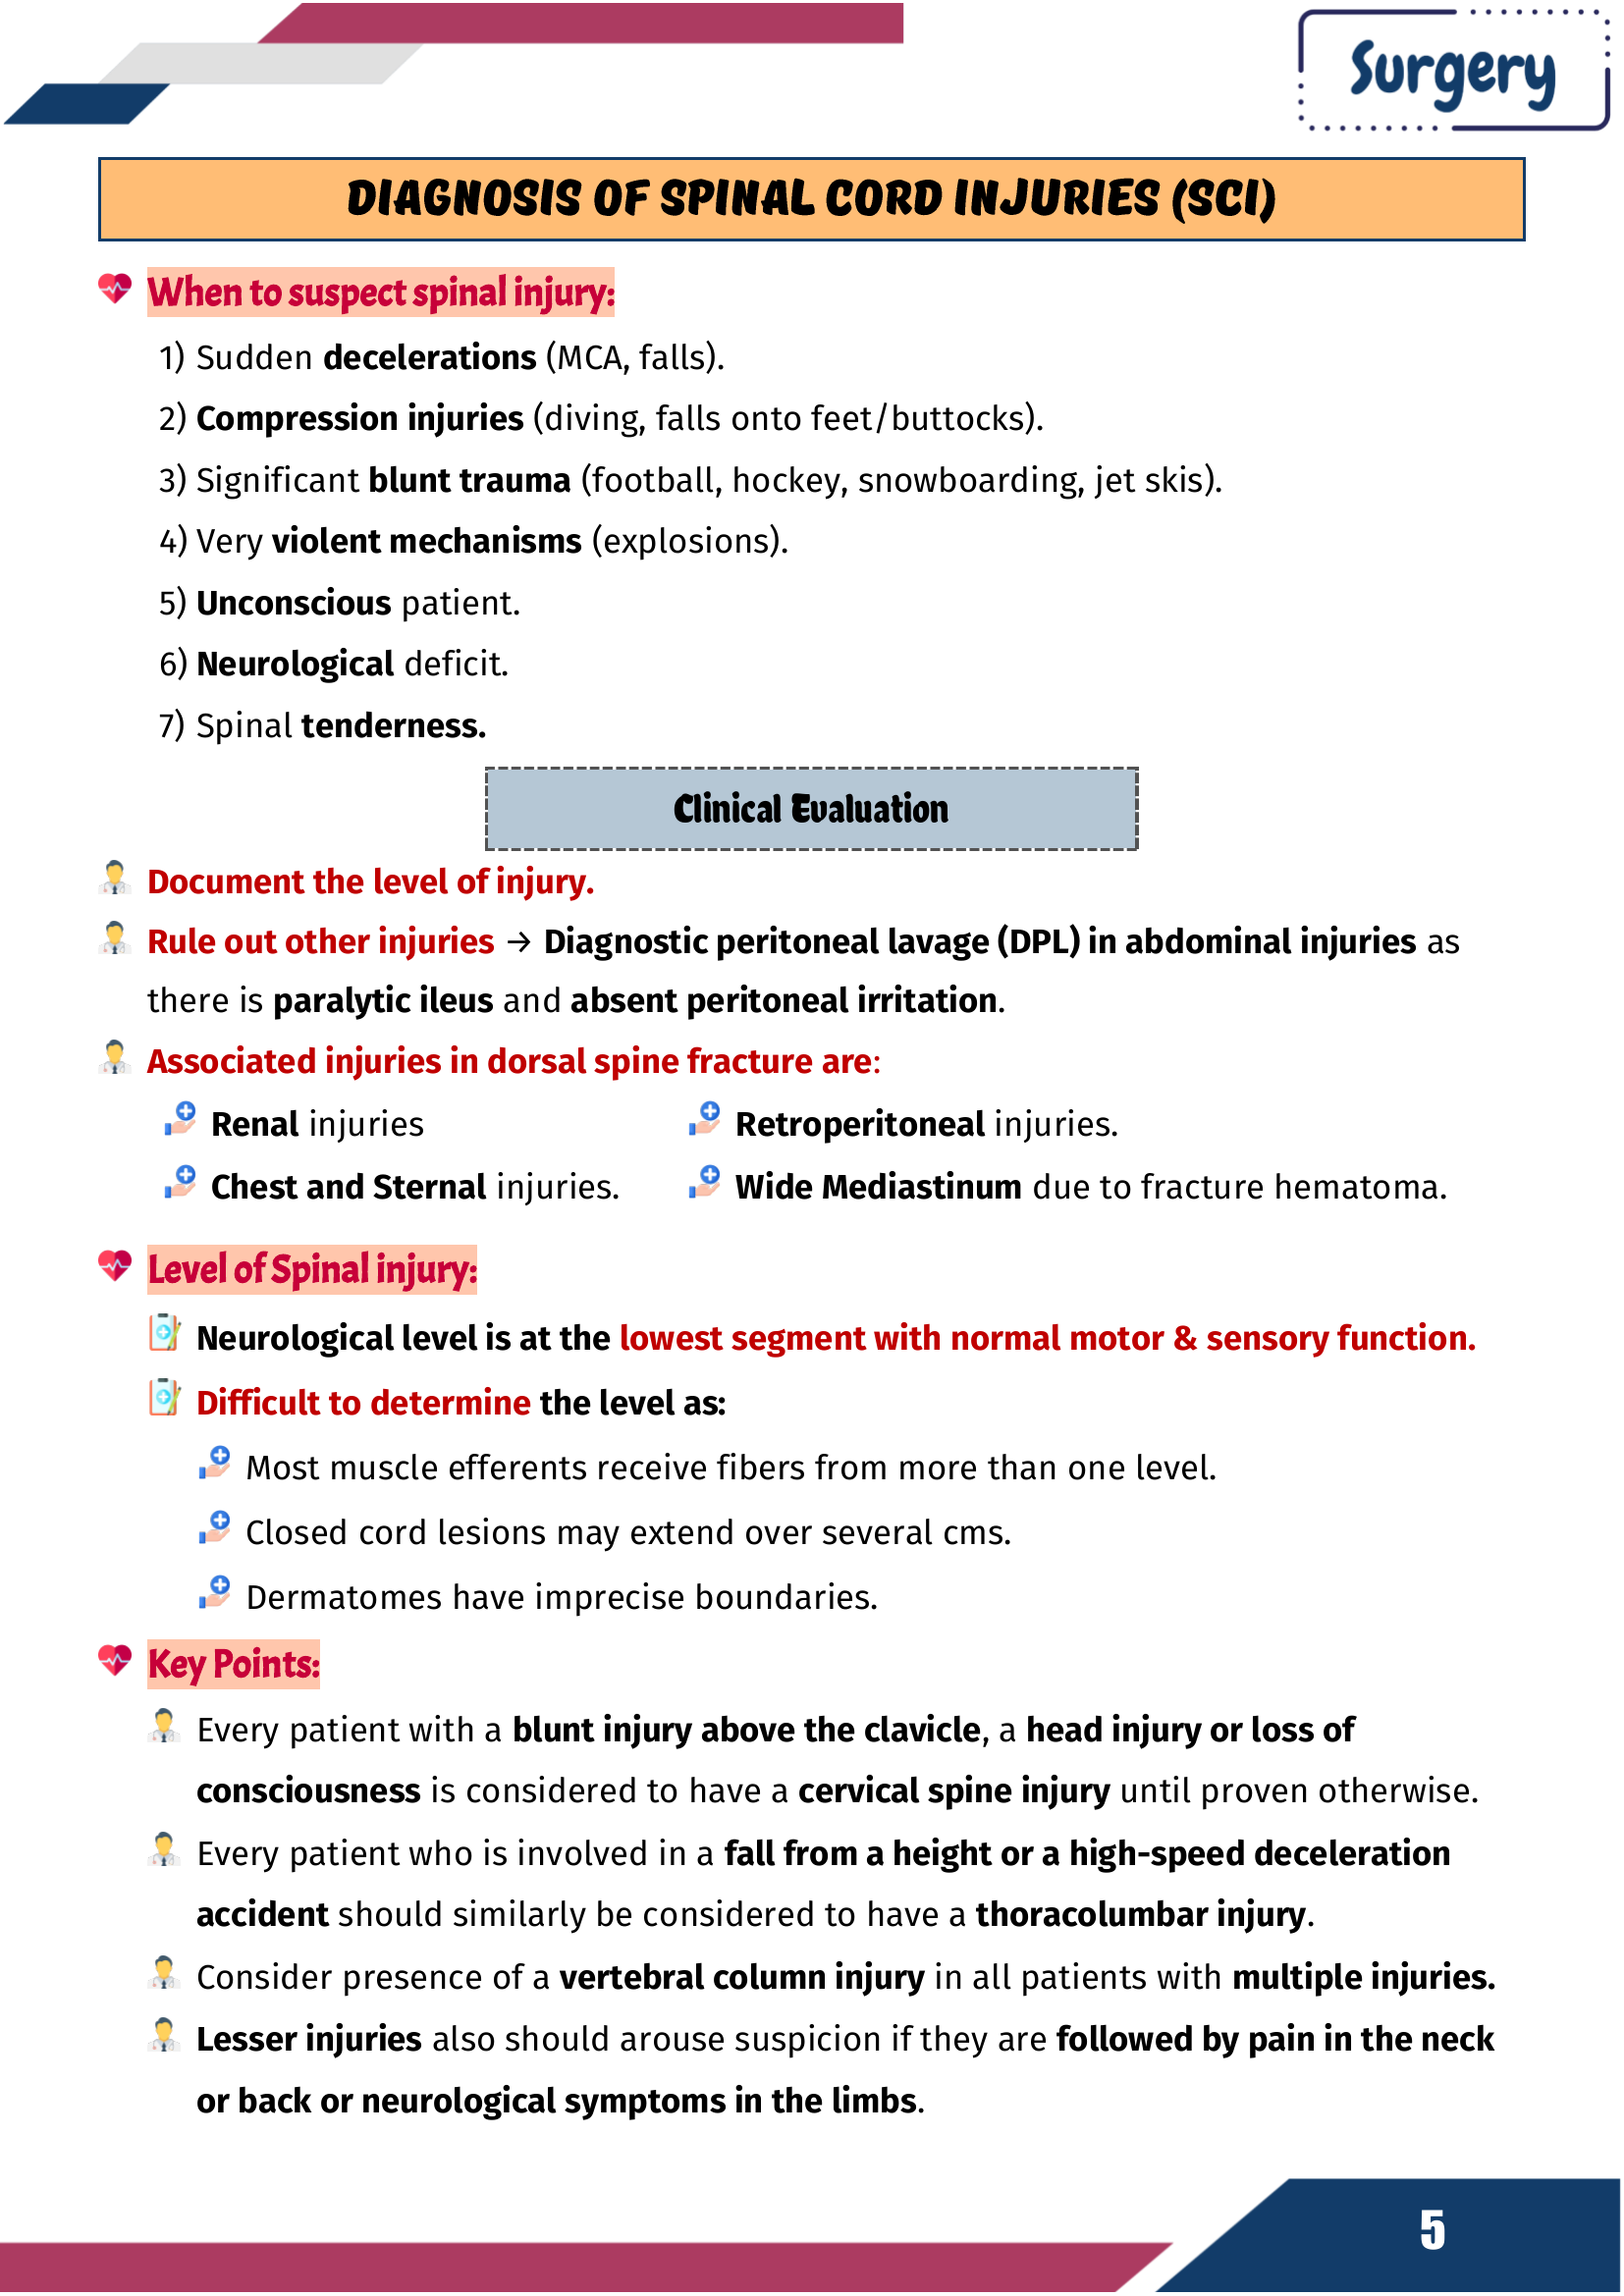 Surgery
DIAGNOSIS OF SPINAL CORD INJURIES (SCI)
When to suspect spinal injury:
1) Sudden decelerations (MCA, falls).
2) Compression injuries (diving, falls onto feet/buttocks).
3) Significant blunt trauma (football, hockey, snowboarding, jet skis).
4) Very violent mechanisms (explosions).
5) Unconscious patient.
6) Neurological deficit.
7) Spinal tenderness.
Clinical Evaluation
Document the level of injury.
Rule out other injuries → Diagnostic peritoneal lavage (DPL) in abdominal injuries as
there is paralytic ileus and absent peritoneal irritation.
Associated injuries in dorsal spine fracture are:
Renal injuries
Retroperitoneal injuries.
Chest and Sternal injuries.
Wide Mediastinum due to fracture hematoma.
Level of Spinal injury:
Neurological level is at the lowest segment with normal motor & sensory function.
Difficult to determine the level as:
Most muscle efferents receive fibers from more than one level.
Closed cord lesions may extend over several cms.
Dermatomes have imprecise boundaries.
Key Points:
Every patient with a blunt injury above the clavicle, a head injury or loss of
consciousness is considered to have a cervical spine injury until proven otherwise.
Every patient who is involved in a fall from a height or a high-speed deceleration
accident should similarly be considered to have a thoracolumbar injury.
Consider presence of a vertebral column injury in all patients with multiple injuries.
Lesser injuries also should arouse suspicion if they are followed by pain in the neck
or back or neurological symptoms in the limbs.
5